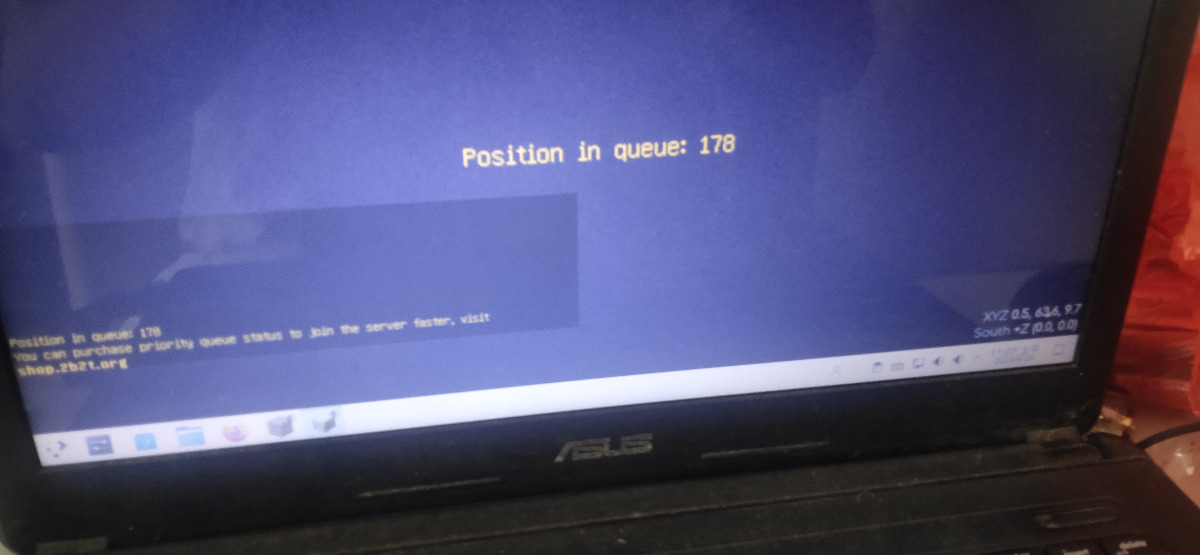 Position in queue: 178
Position in queue: 178
You can purchase priority queue status to join the server faster, visit
shop.2b2t.org
XYZ 0.5, 63.6, 9.7
South +Z (0.0, 0.0)
ASUS
delete